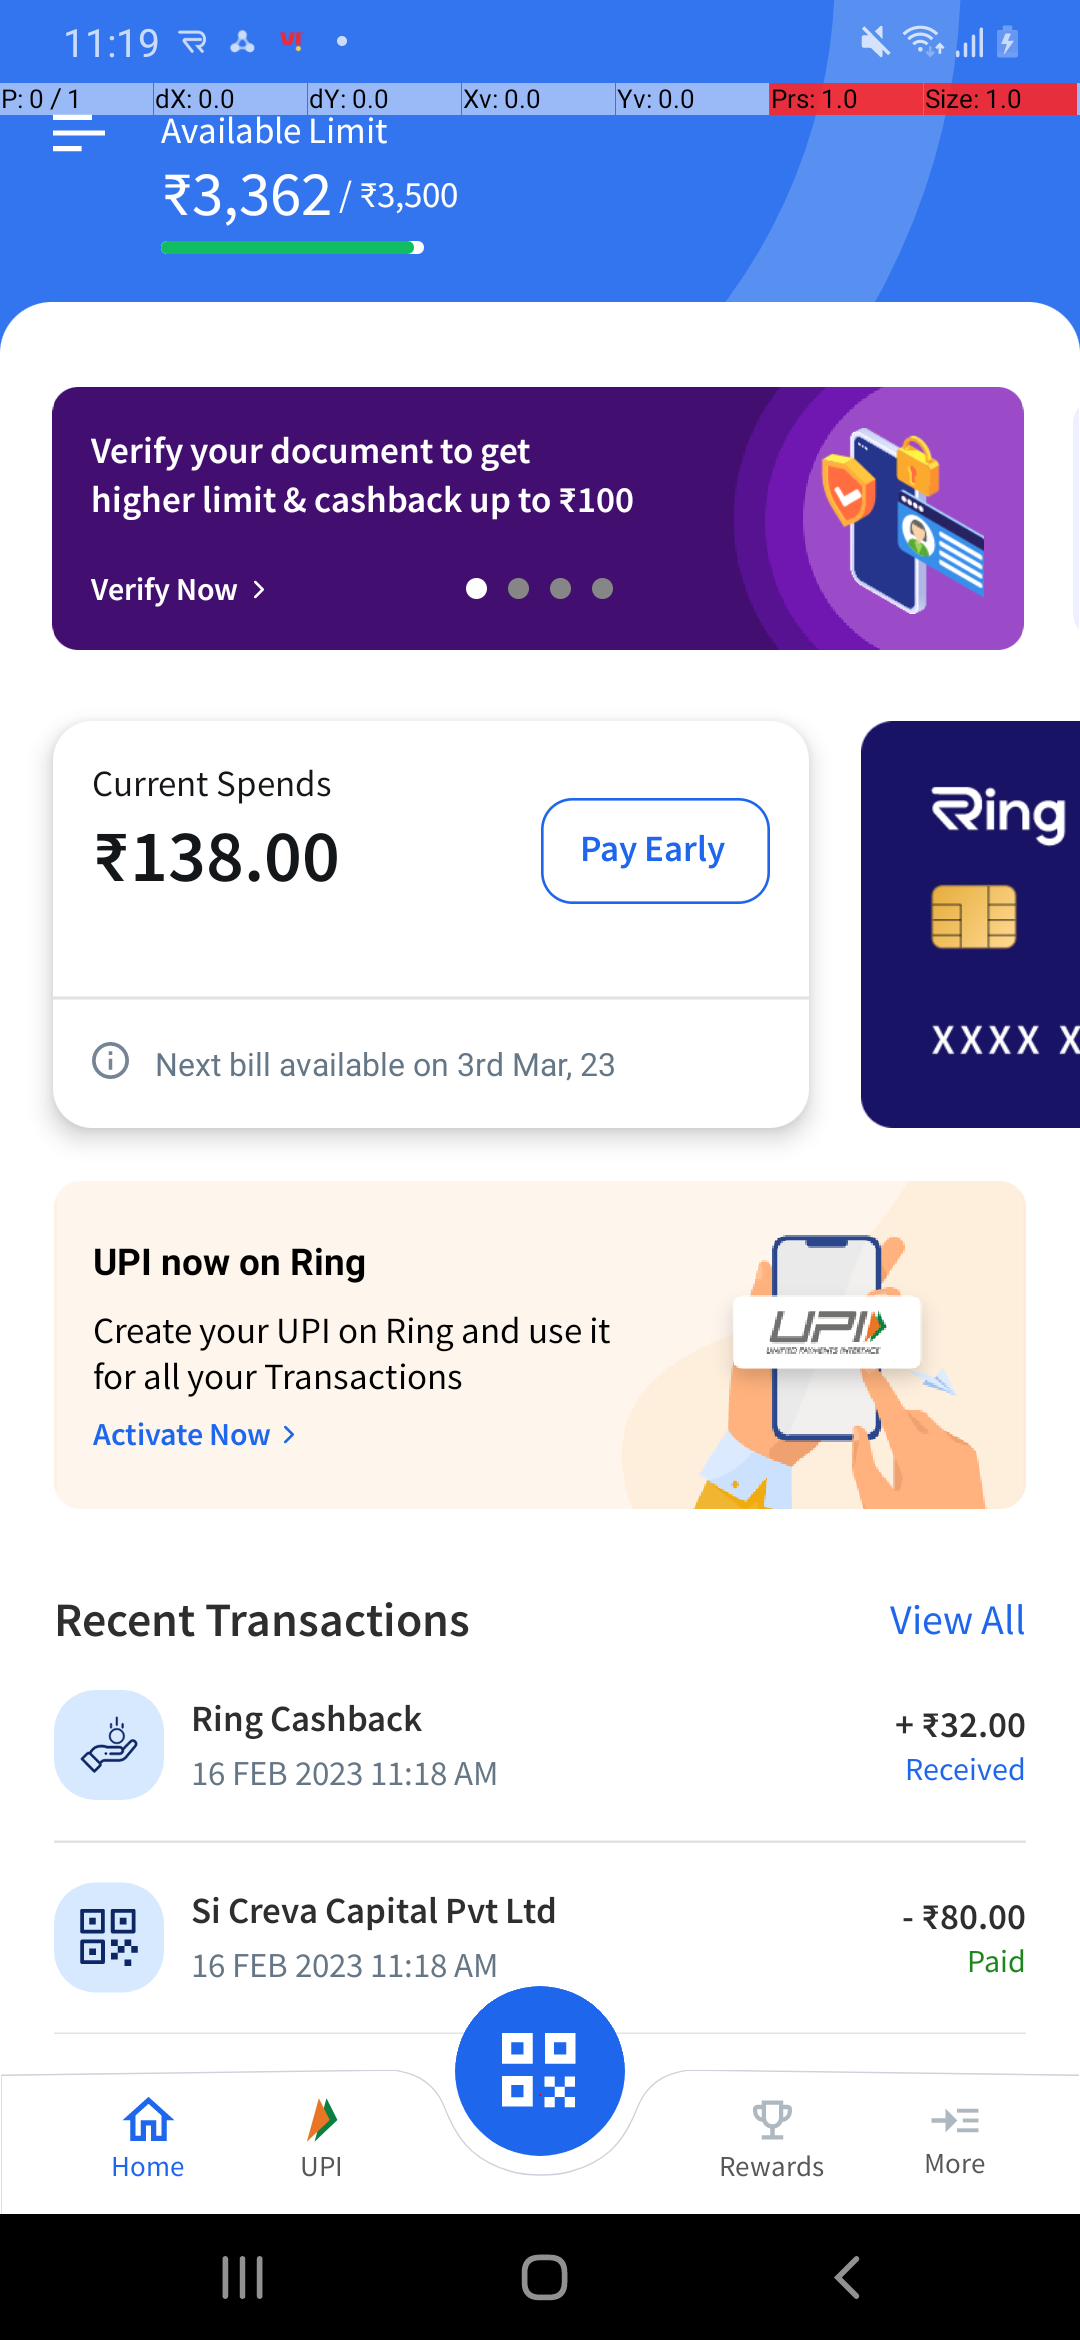 11:19
P: 0 / 1 dX: 0.0 dY: 0.0 Xv: 0.0 Yv: 0.0 Prs: 1.0 Size: 1.0
Available Limit
₹3,362 / ₹3,500
Verify your document to get
higher limit & cashback up to ₹100
Verify Now
Current Spends
₹138.00
Pay Early
Next bill available on 3rd Mar, 23
Ring
XXXX X
UPI now on Ring
Create your UPI on Ring and use it
for all your Transactions
Activate Now
UPI
UNIFIED PAYMENTS INTERFACE
Recent Transactions
View All
Ring Cashback
+ ₹32.00
16 FEB 2023 11:18 AM
Received
Si Creva Capital Pvt Ltd
- ₹80.00
16 FEB 2023 11:18 AM
Paid
Home
UPI
Rewards
More